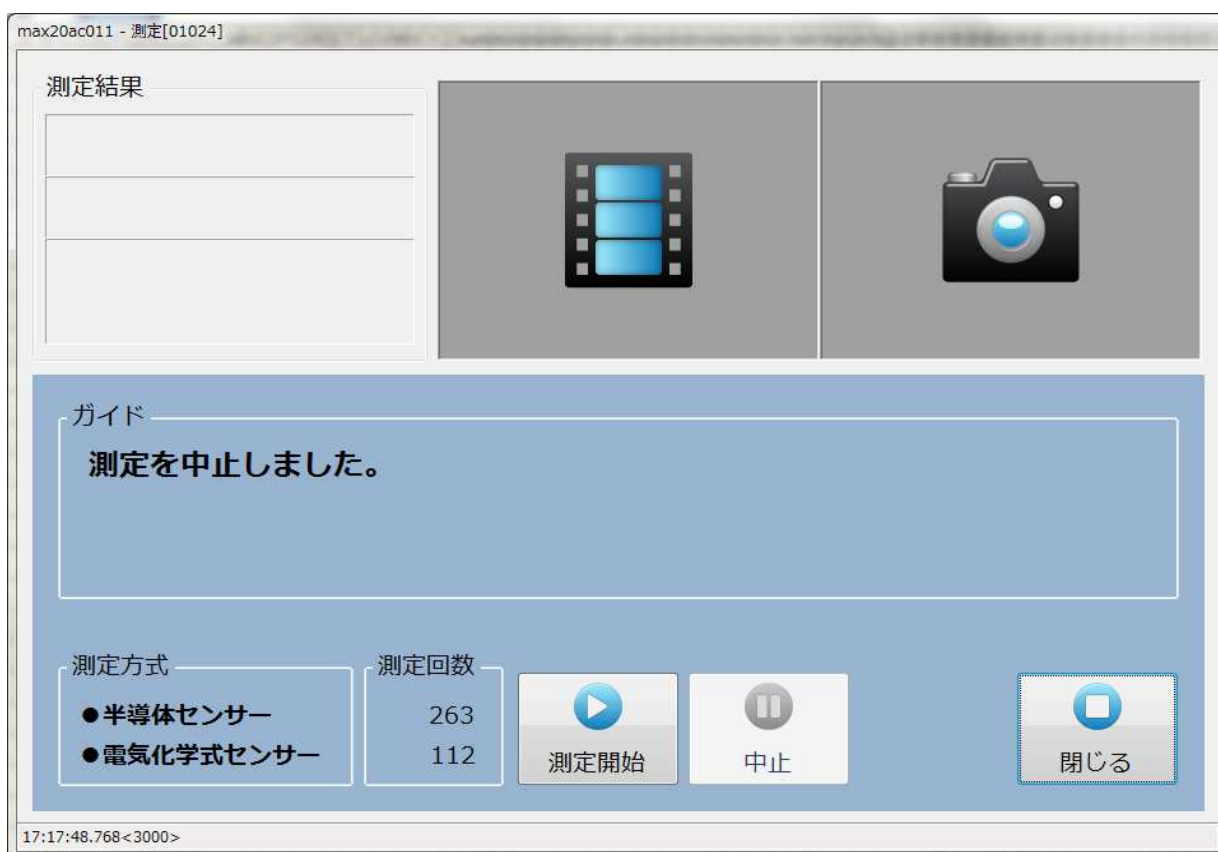 max20ac011 - 測定[01024]
測定結果
ガイド
測定を中止しました。
測定方式
●半導体センサー
●電気化学式センサー
測定回数
263
112
測定開始
中止
閉じる
17:17:48.768<3000>